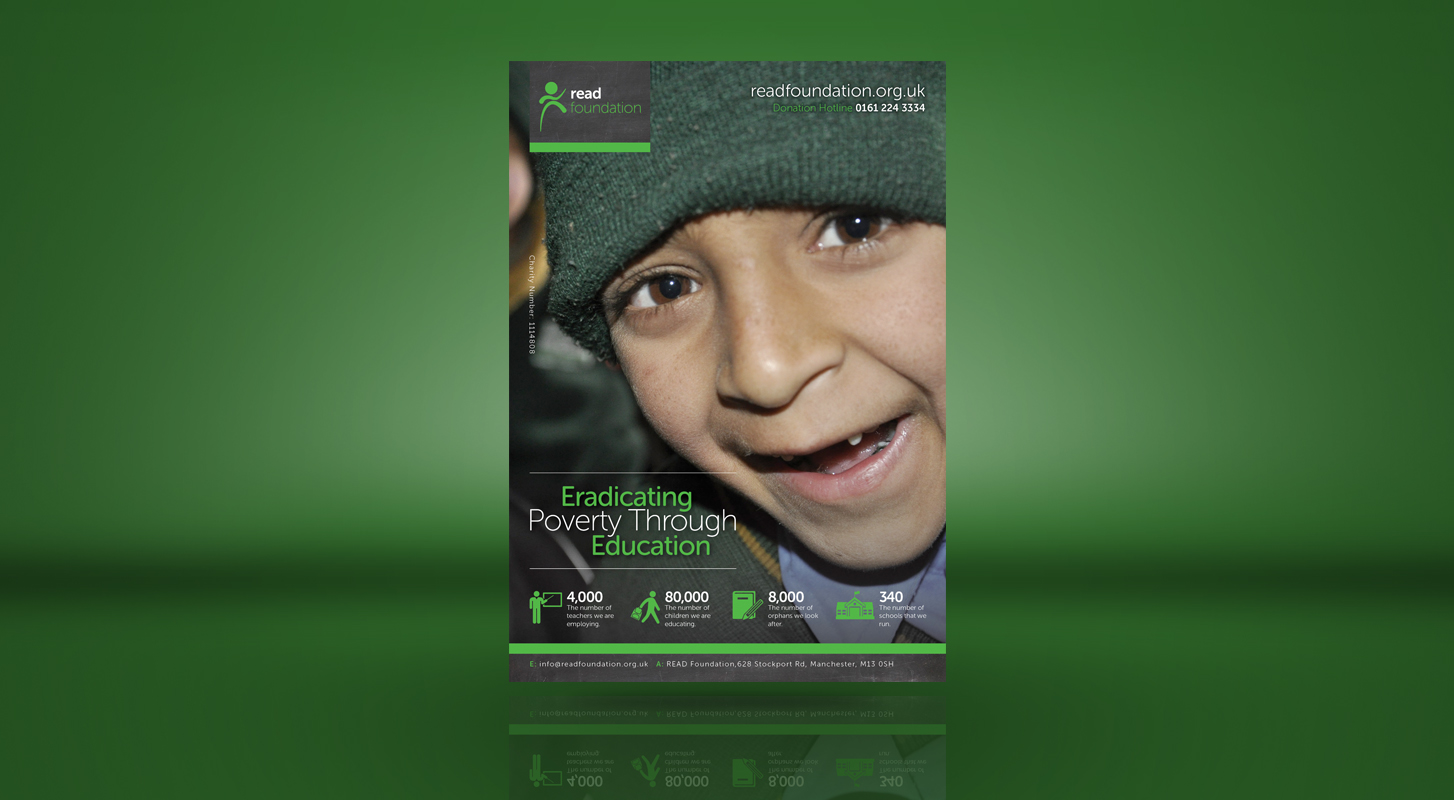 read
foundation
readfoundation.org.uk
Donation Hotline 0161 224 3334
Charity Number: 1114808
Eradicating
Poverty Through
Education
4,000
The number of
teachers we are
employing.
80,000
The number of
children we are
educating.
8,000
The number of
orphans we look
after.
340
The number of
schools that we
run.
E: info@readfoundation.org.uk A: READ Foundation,628 Stockport Rd, Manchester, M13 0SH